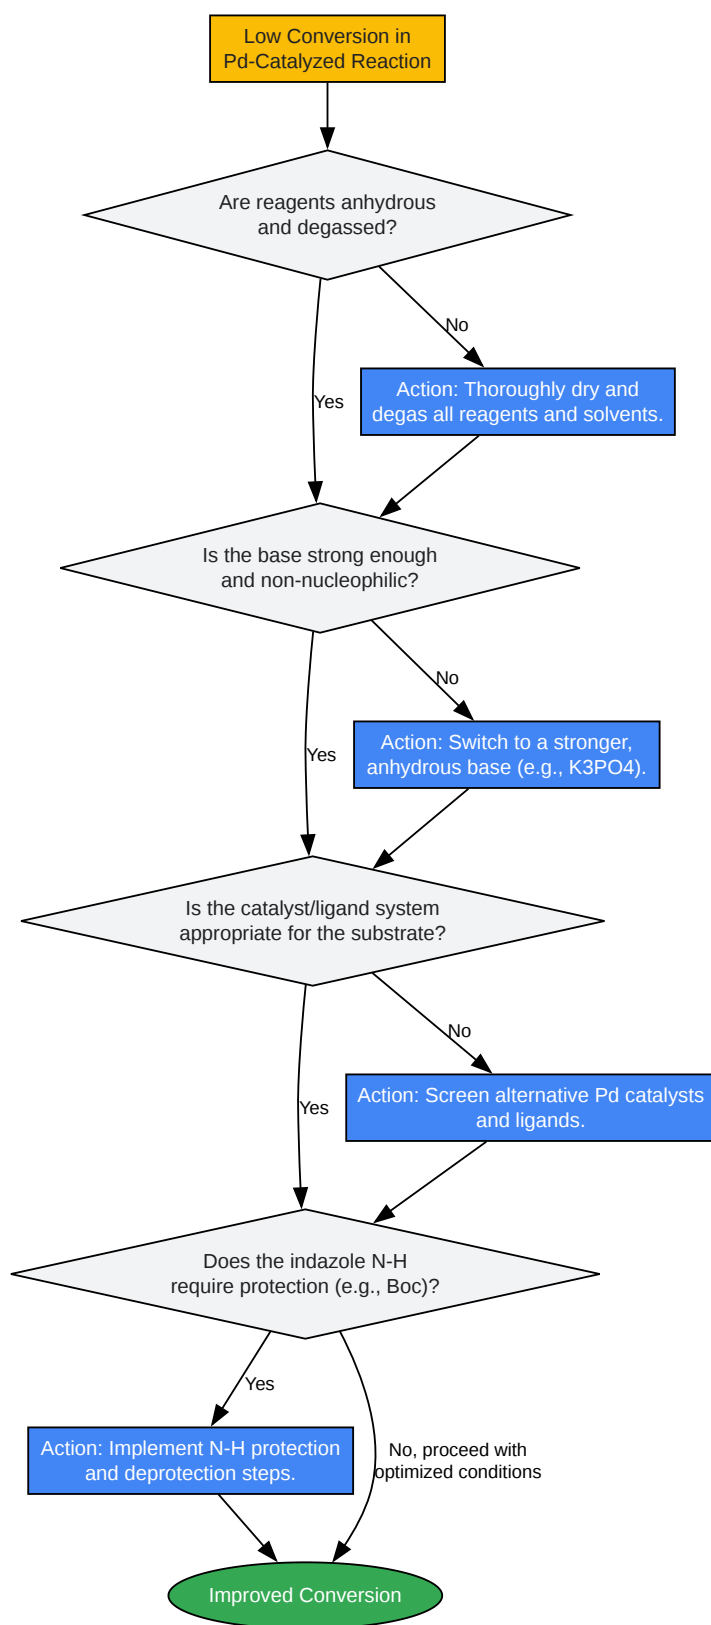 Low Conversion in
Pd-Catalyzed Reaction
Are reagents anhydrous
and degassed?
No
Yes
Action: Thoroughly dry and
degas all reagents and solvents.
Is the base strong enough
and non-nucleophilic?
No
Yes
Action: Switch to a stronger,
anhydrous base (e.g., K3PO4).
Is the catalyst/ligand system
appropriate for the substrate?
No
Yes
Action: Screen alternative Pd catalysts
and ligands.
Does the indazole N-H
require protection (e.g., Boc)?
Yes
No, proceed with
optimized conditions
Action: Implement N-H protection
and deprotection steps.
Improved Conversion